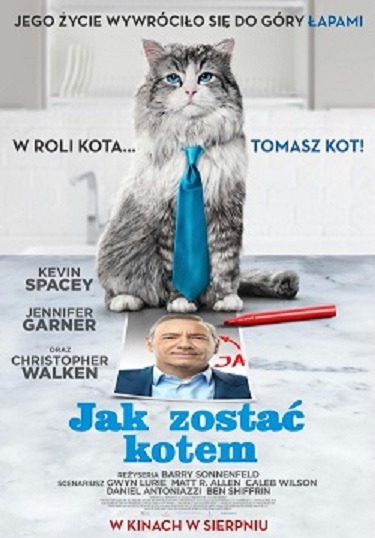 JEGO ŻYCIE WYWRÓCIŁO SIĘ DO GÓRY ŁAPAMI
W ROLI KOTA... TOMASZ KOT!
KEVIN
SPACEY
JENNIFER
GARNER
ORAZ
CHRISTOPHER
WALKEN
JA
Jak zostać
kotem
REŻYSERIA BARRY SONNENFELD
SCENARIUSZ GWYN LURIE MATT R. ALLEN CALEB WILSON
DANIEL ANTONIAZZI BEN SHIFFRIN
W KINACH W SIERPNIU